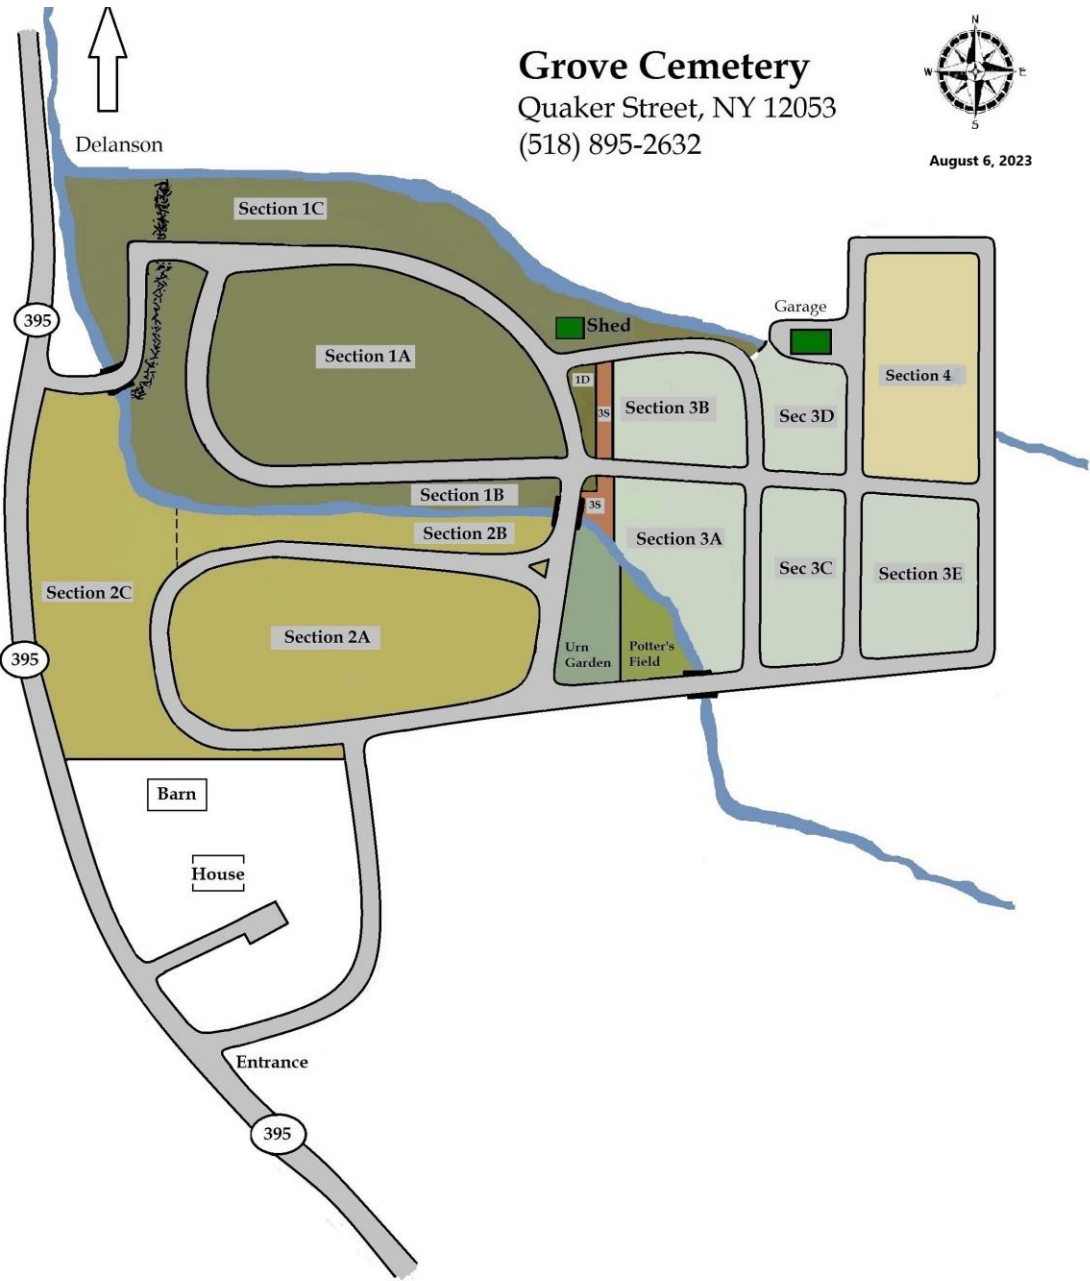 Grove Cemetery
Quaker Street, NY 12053
(518) 895-2632
N
W
E
S
August 6, 2023
Delanson
Section 1C
395
Garage
Shed
Section 1A
1D
3S
Section 3B
Sec 3D
Section 4
Section 1B
3S
Section 2B
Section 3A
Sec 3C
Section 3E
Section 2C
Section 2A
Urn
Garden
Potter's
Field
395
Barn
House
Entrance
395